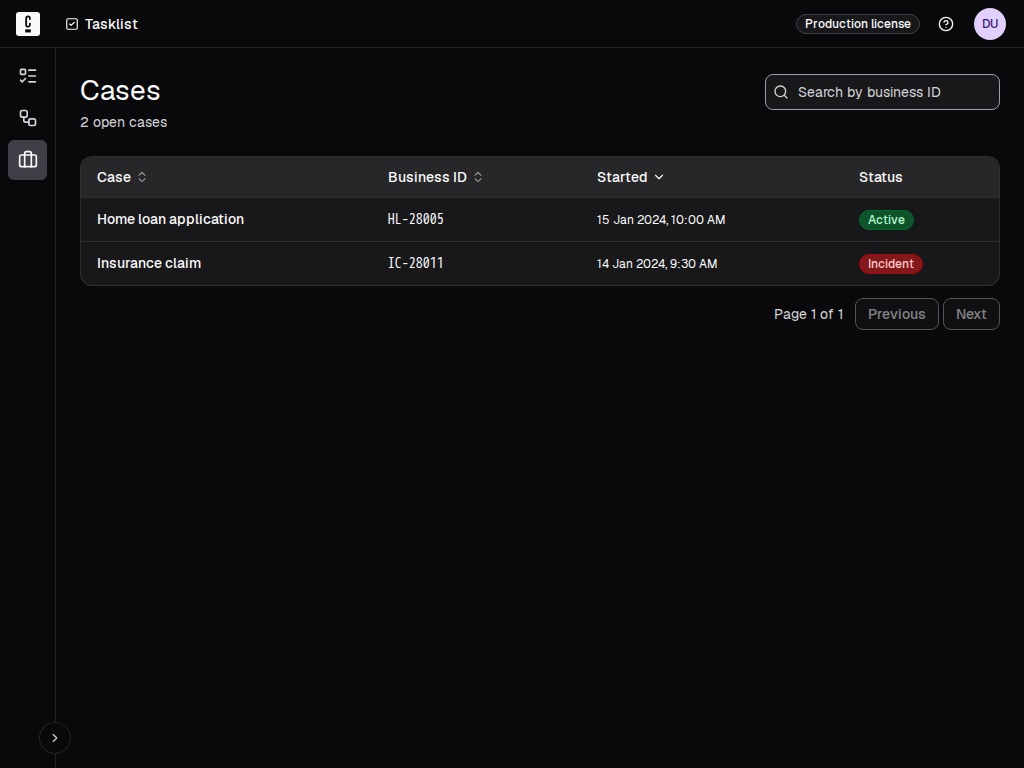 Tasklist
Production license
DU
Cases
Search by business ID
2 open cases
Case Business ID Started Status
Home loan application HL-28005 15 Jan 2024, 10:00 AM Active
Insurance claim IC-28011 14 Jan 2024, 9:30 AM Incident
Page 1 of 1 Previous Next